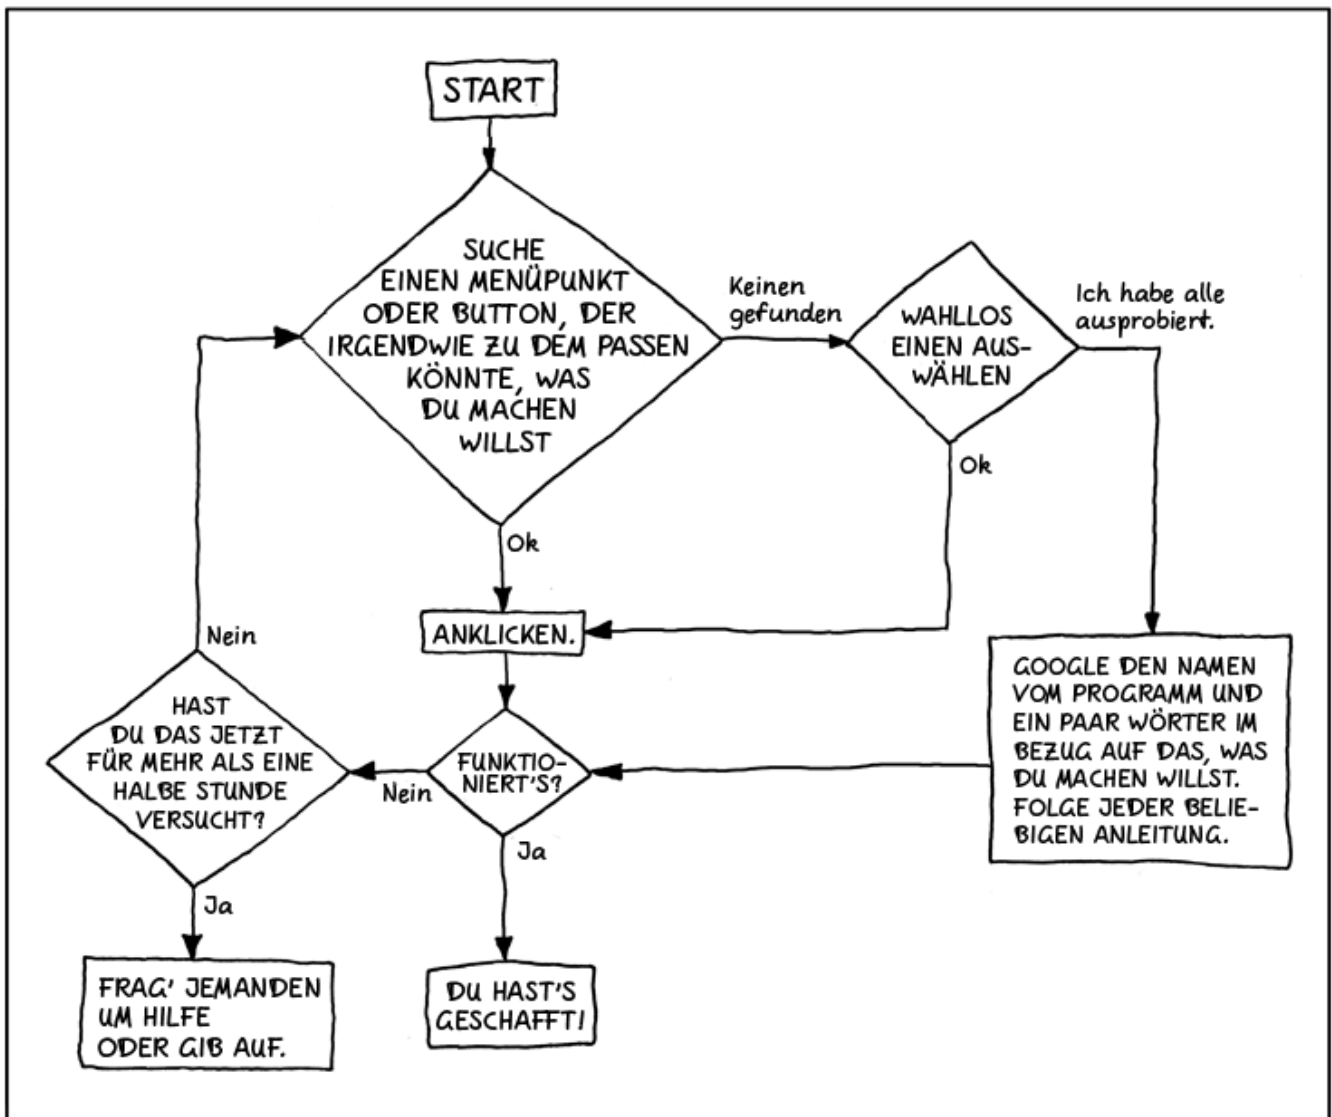 START
SUCHE
EINEN MENÜPUNKT
ODER BUTTON, DER
IRGENDWIE ZU DEM PASSEN
KÖNNTE, WAS
DU MACHEN
WILLST
Keinen
gefunden
WAHLLOS
EINEN AUS-
WÄHLEN
Ich habe alle
ausprobiert.
Ok
Ok
ANKLICKEN.
GOOGLE DEN NAMEN
VOM PROGRAMM UND
EIN PAAR WÖRTER IM
BEZUG AUF DAS, WAS
DU MACHEN WILLST.
FOLGE JEDER BELIE-
BIGEN ANLEITUNG.
FUNKTIO-
NIERT'S?
Nein
HAST
DU DAS JETZT
FÜR MEHR ALS EINE
HALBE STUNDE
VERSUCHT?
Nein
Ja
FRAG' JEMANDEN
UM HILFE
ODER GIB AUF.
Ja
DU HAST'S
GESCHAFFT!